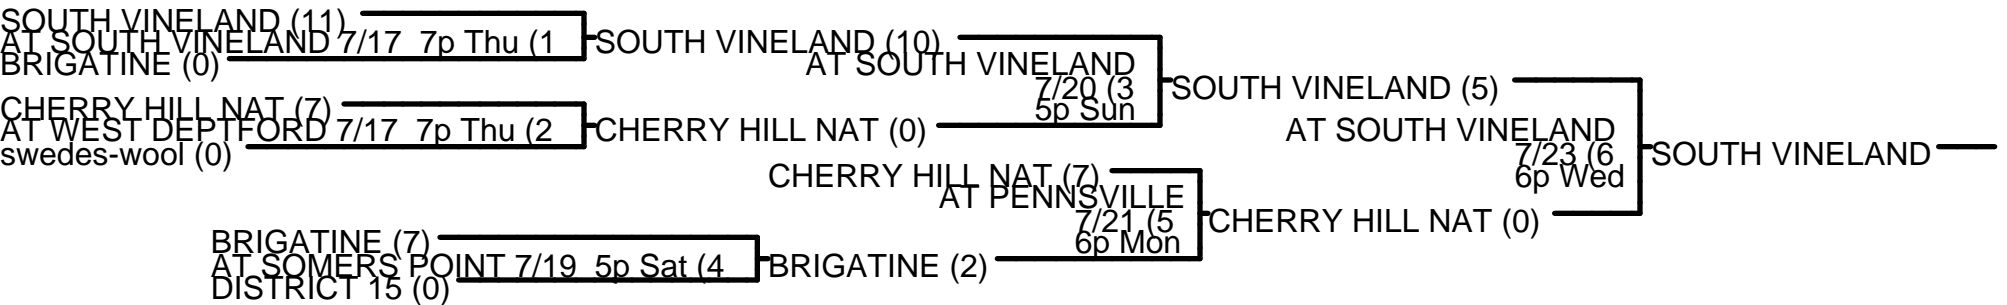 SOUTH VINELAND (11)
AT SOUTH VINELAND 7/17  7p Thu (1
BRIGATINE (0)
SOUTH VINELAND (10)
AT SOUTH VINELAND
7/20 (3
5p Sun
CHERRY HILL NAT (7)
AT WEST DEPTFORD 7/17  7p Thu (2
swedes-wool (0)
CHERRY HILL NAT (0)
SOUTH VINELAND (5)
AT SOUTH VINELAND
7/23 (6
6p Wed
SOUTH VINELAND
CHERRY HILL NAT (7)
AT PENNSVILLE
7/21 (5
6p Mon
CHERRY HILL NAT (0)
BRIGATINE (7)
AT SOMERS POINT 7/19  5p Sat (4
DISTRICT 15 (0)
BRIGATINE (2)